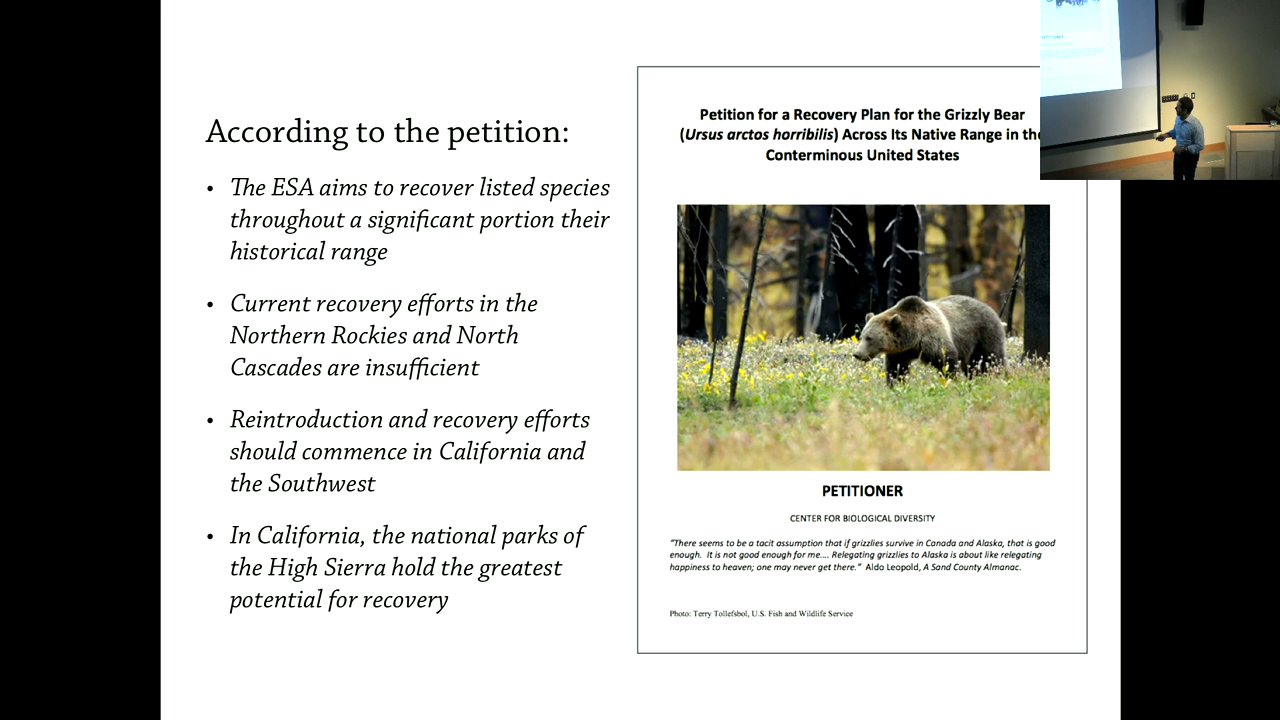 According to the petition:
• The ESA aims to recover listed species
throughout a significant portion their
historical range
• Current recovery efforts in the
Northern Rockies and North
Cascades are insufficient
• Reintroduction and recovery efforts
should commence in California and
the Southwest
• In California, the national parks of
the High Sierra hold the greatest
potential for recovery
Petition for a Recovery Plan for the Grizzly Bear
(Ursus arctos horribilis) Across Its Native Range in the
Conterminous United States
PETITIONER
CENTER FOR BIOLOGICAL DIVERSITY
"There seems to be a tacit assumption that if grizzlies survive in Canada and Alaska, that is good
enough. It is not good enough for me.... Relegating grizzlies to Alaska is about like relegating
happiness to heaven; one may never get there." Aldo Leopold, A Sand County Almanac.
Photo: Terry Tollefsbol, U.S. Fish and Wildlife Service